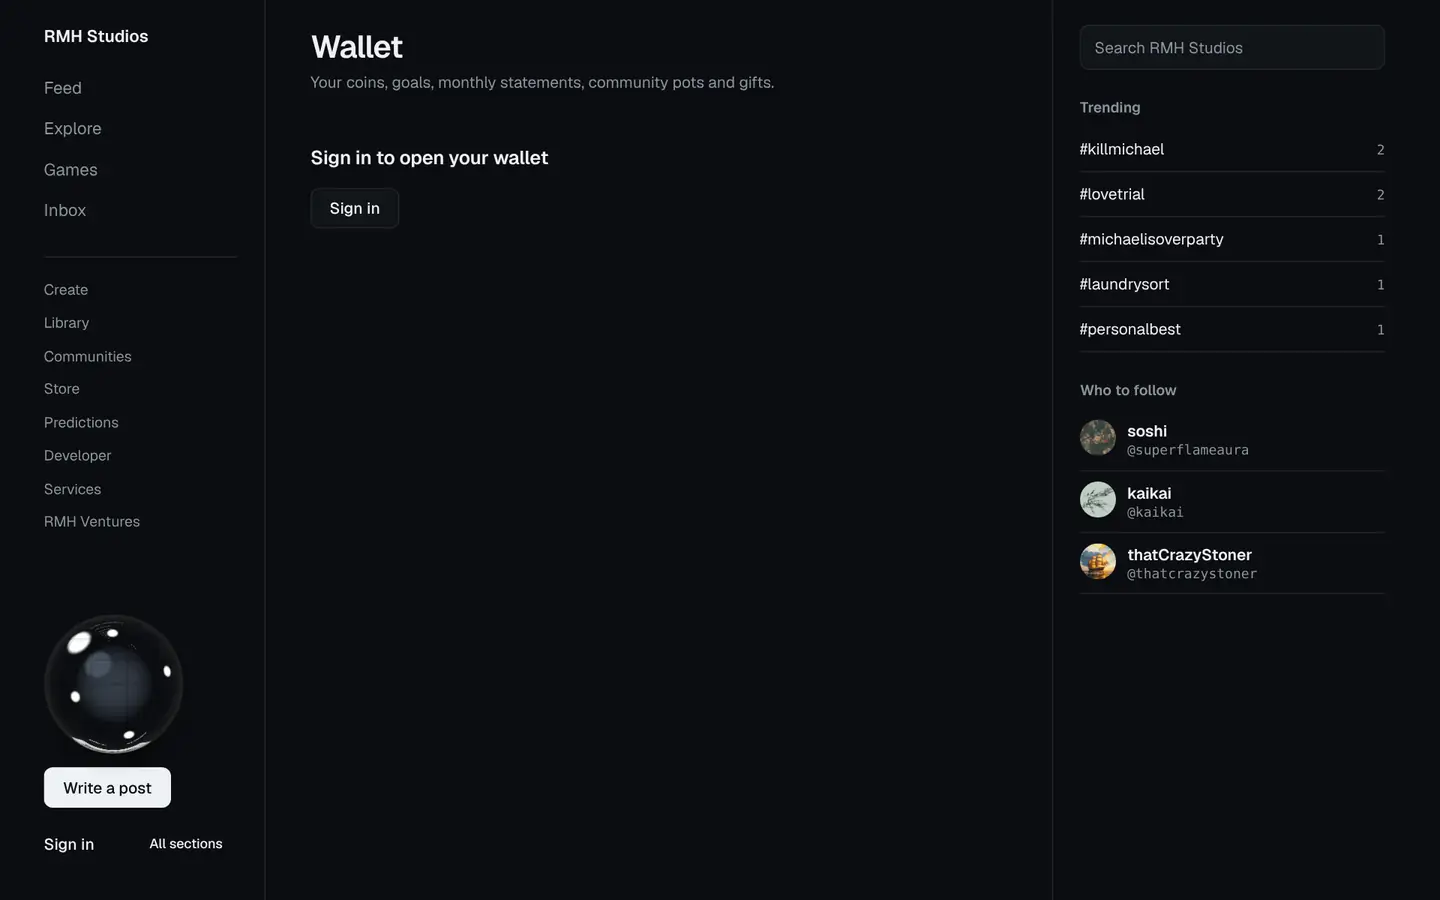 RMH Studios
Feed
Explore
Games
Inbox
Create
Library
Communities
Store
Predictions
Developer
Services
RMH Ventures
Write a post
Sign in
All sections
Wallet
Your coins, goals, monthly statements, community pots and gifts.
Sign in to open your wallet
Sign in
Search RMH Studios
Trending
#killmichael 2
#lovetrial 2
#michaelisoverparty 1
#laundrysort 1
#personalbest 1
Who to follow
soshi
@superflameaura
kaikai
@kaikai
thatCrazyStoner
@thatcrazystoner